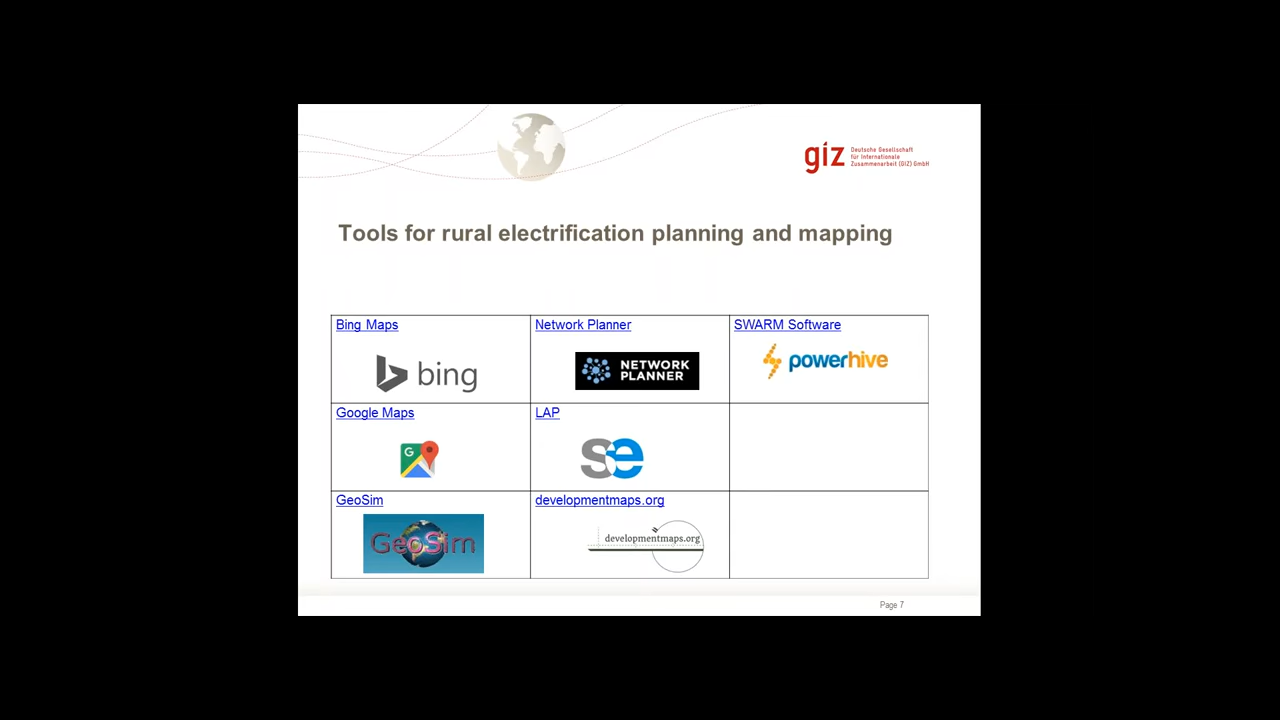 giz
Deutsche Gesellschaft
für Internationale
Zusammenarbeit (GIZ) GmbH
Tools for rural electrification planning and mapping
Bing Maps
bing
Network Planner
NETWORK
PLANNER
SWARM Software
powerhive
Google Maps
G
LAP
se
GeoSim
GeoSim
developmentmaps.org
developmentmaps.org
Page 7